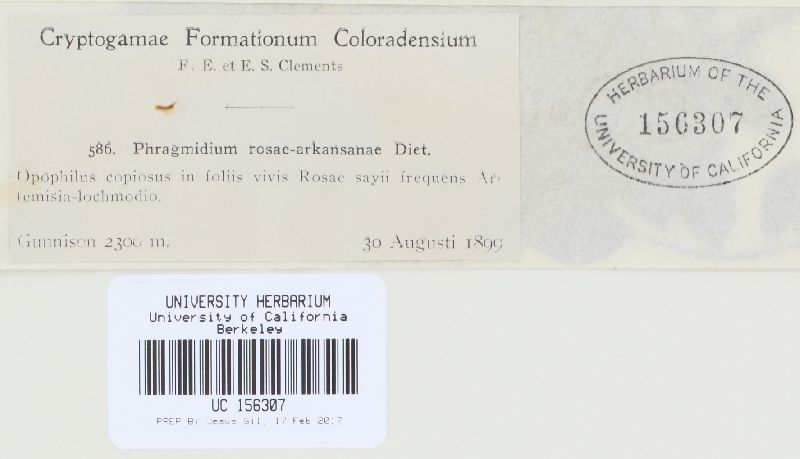 Cryptogamae Formationum Coloradensium
F. E. et E. S. Clements
586. Phragmidium rosae-arkansanae Diet.
Opophilus copiosus in foliis vivis Rosae sayii frequens Ar-
temisia-lochmodio.
Gunnison 2300 m. 30 Augusti 1899
HERBARIUM OF THE
156307
UNIVERSITY OF CALIFORNIA
UNIVERSITY HERBARIUM
University of California
Berkeley
UC 156307
PREP BY Jesus Gil, 17 Feb 2017